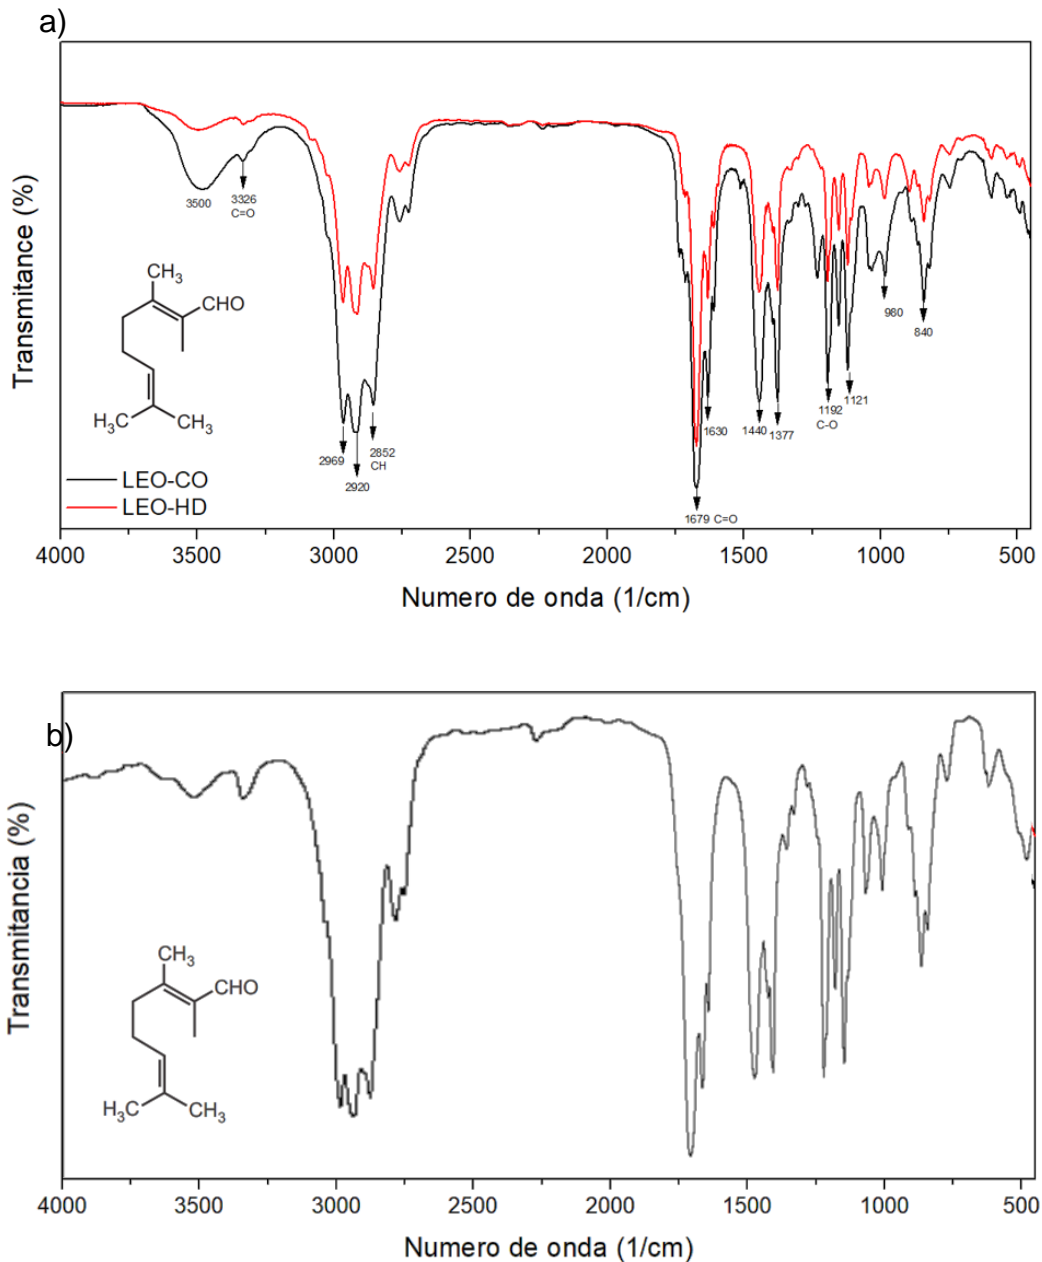 a)
Transmitance (%)
3500
3326
C=O
CH₃
CHO
H₃C
CH₃
2969
2920
2852
CH
LEO-CO
LEO-HD
1679 C=O
1630
1440
1377
1192
C-O
1121
980
840
4000 3500 3000 2500 2000 1500 1000 500
Numero de onda (1/cm)
b)
Transmitancia (%)
CH₃
CHO
H₃C
CH₃
4000 3500 3000 2500 2000 1500 1000 500
Numero de onda (1/cm)